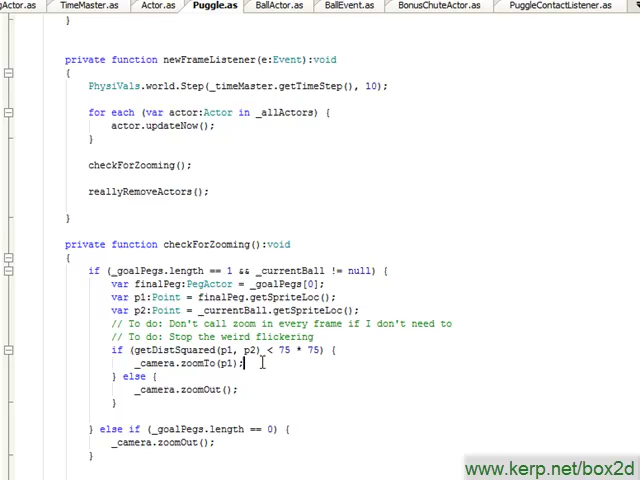 gActor.as TimeMaster.as Actor.as Puggle.as BallActor.as BallEvent.as BonusChuteActor.as PuggleContactListener.as
}
private function newFrameListener(e:Event):void
{
PhysiVals.world.Step(_timeMaster.getTimeStep(), 10);
for each (var actor:Actor in _allActors) {
actor.updateNow();
}
checkForZooming();
reallyRemoveActors();
}
private function checkForZooming():void
{
if (_goalPegs.length == 1 && _currentBall != null) {
var finalPeg:PegActor = _goalPegs[0];
var p1:Point = finalPeg.getSpriteLoc();
var p2:Point = _currentBall.getSpriteLoc();
// To do: Don't call zoom in every frame if I don't need to
// To do: Stop the weird flickering
if (getDistSquared(p1, p2) < 75 * 75) {
_camera.zoomTo(p1);
} else {
_camera.zoomOut();
}
} else if (_goalPegs.length == 0) {
_camera.zoomOut();
}
www.kerp.net/box2d